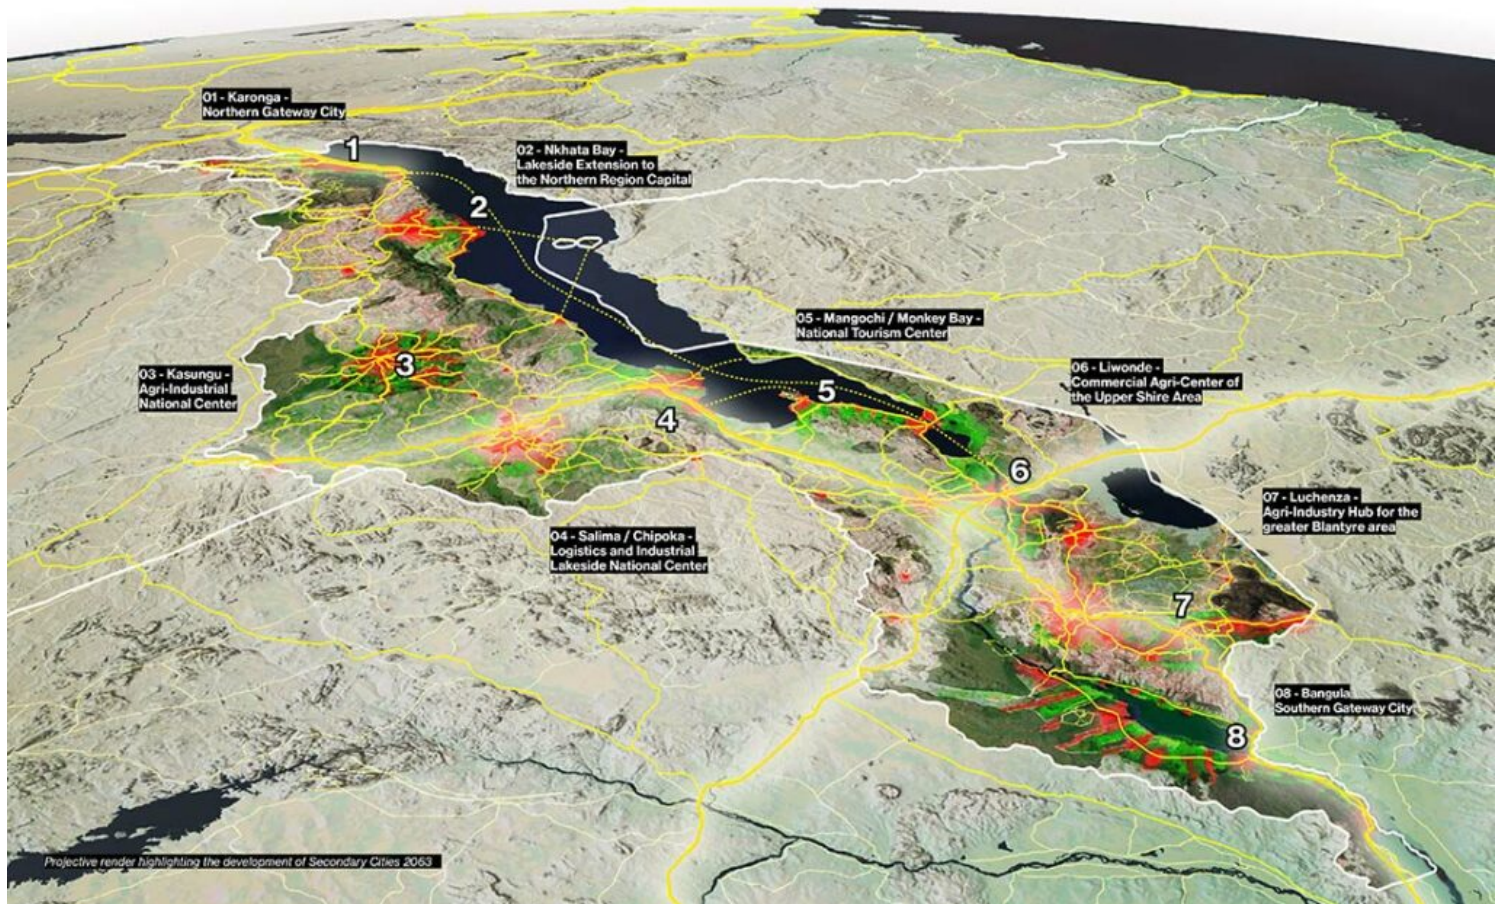 01 - Karonga -
Northern Gateway City
1
02 - Nkhata Bay -
Lakeside Extension to
the Northern Region Capital
2
05 - Mangochi / Monkey Bay -
National Tourism Center
03 - Kasungu -
Agri-Industrial
National Center
3
06 - Liwonde -
Commercial Agri-Center of
the Upper Shire Area
5
4
6
07 - Luchenza -
Agri-Industry Hub for the
greater Blantyre area
04 - Salima / Chipoka -
Logistics and Industrial
Lakeside National Center
7
08 - Bangula
Southern Gateway City
8
Projective render highlighting the development of Secondary Cities 2063